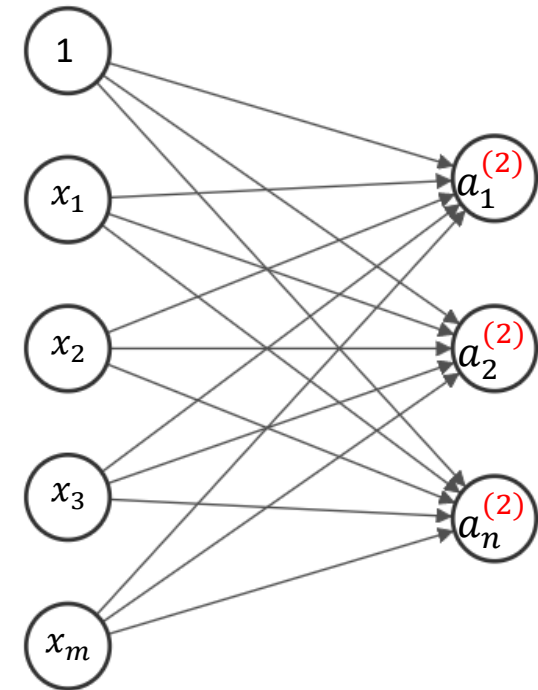 1
x₁
x₂
x₃
xₘ
a₁⁽²⁾
a₂⁽²⁾
aₙ⁽²⁾